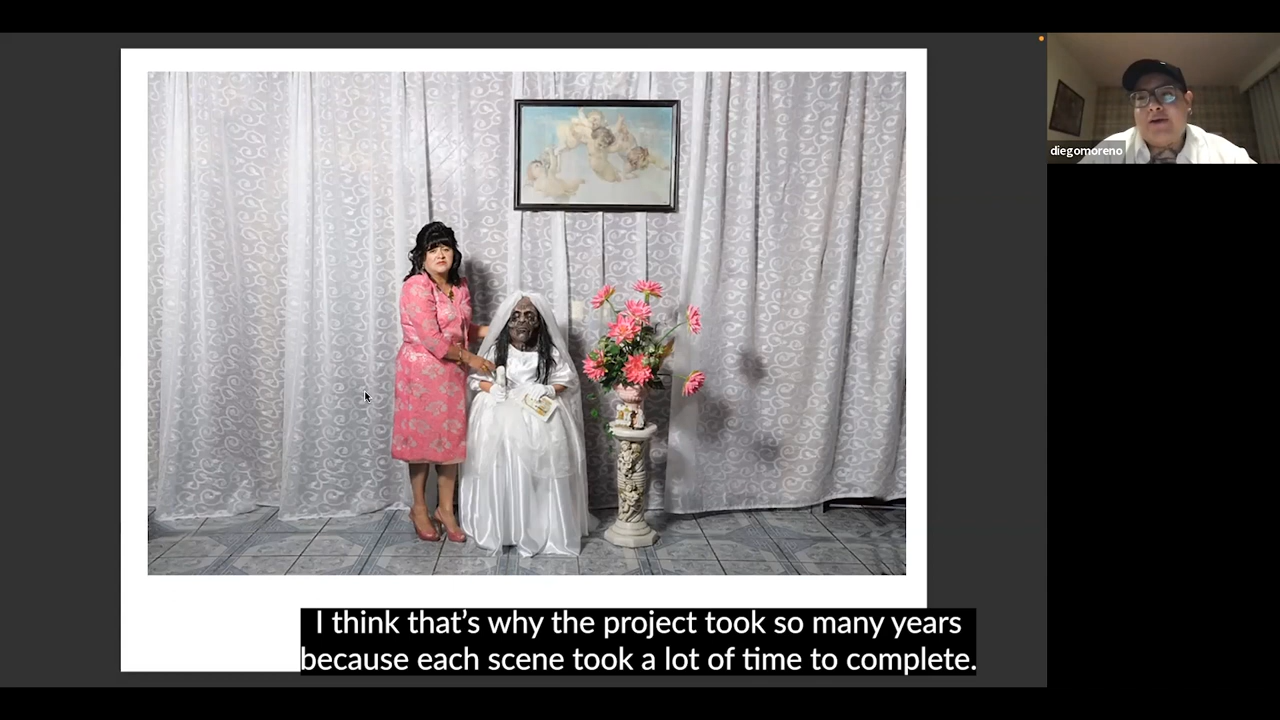 diegomoreno
I think that's why the project took so many years
because each scene took a lot of time to complete.